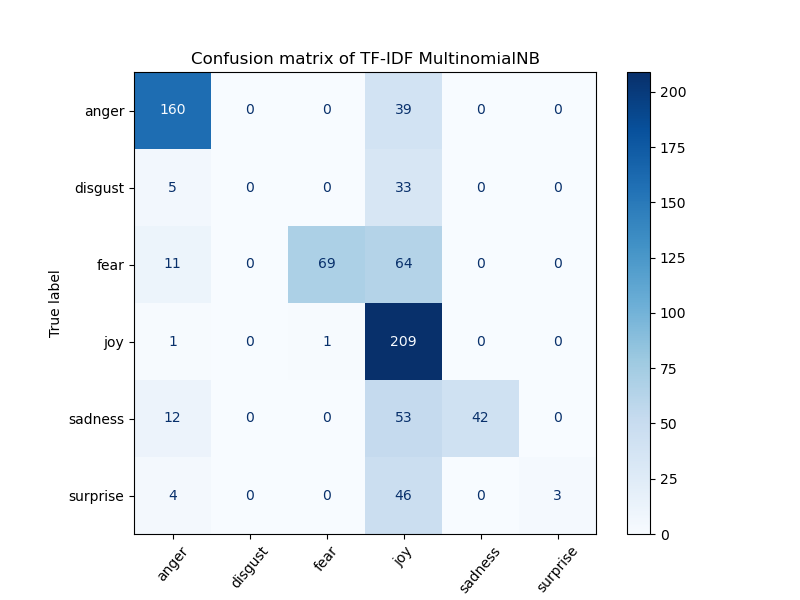 Confusion matrix of TF-IDF MultinomialNB
True label
anger 160 0 0 39 0 0
disgust 5 0 0 33 0 0
fear 11 0 69 64 0 0
joy 1 0 1 209 0 0
sadness 12 0 0 53 42 0
surprise 4 0 0 46 0 3
anger disgust fear joy sadness surprise
200
175
150
125
100
75
50
25
0